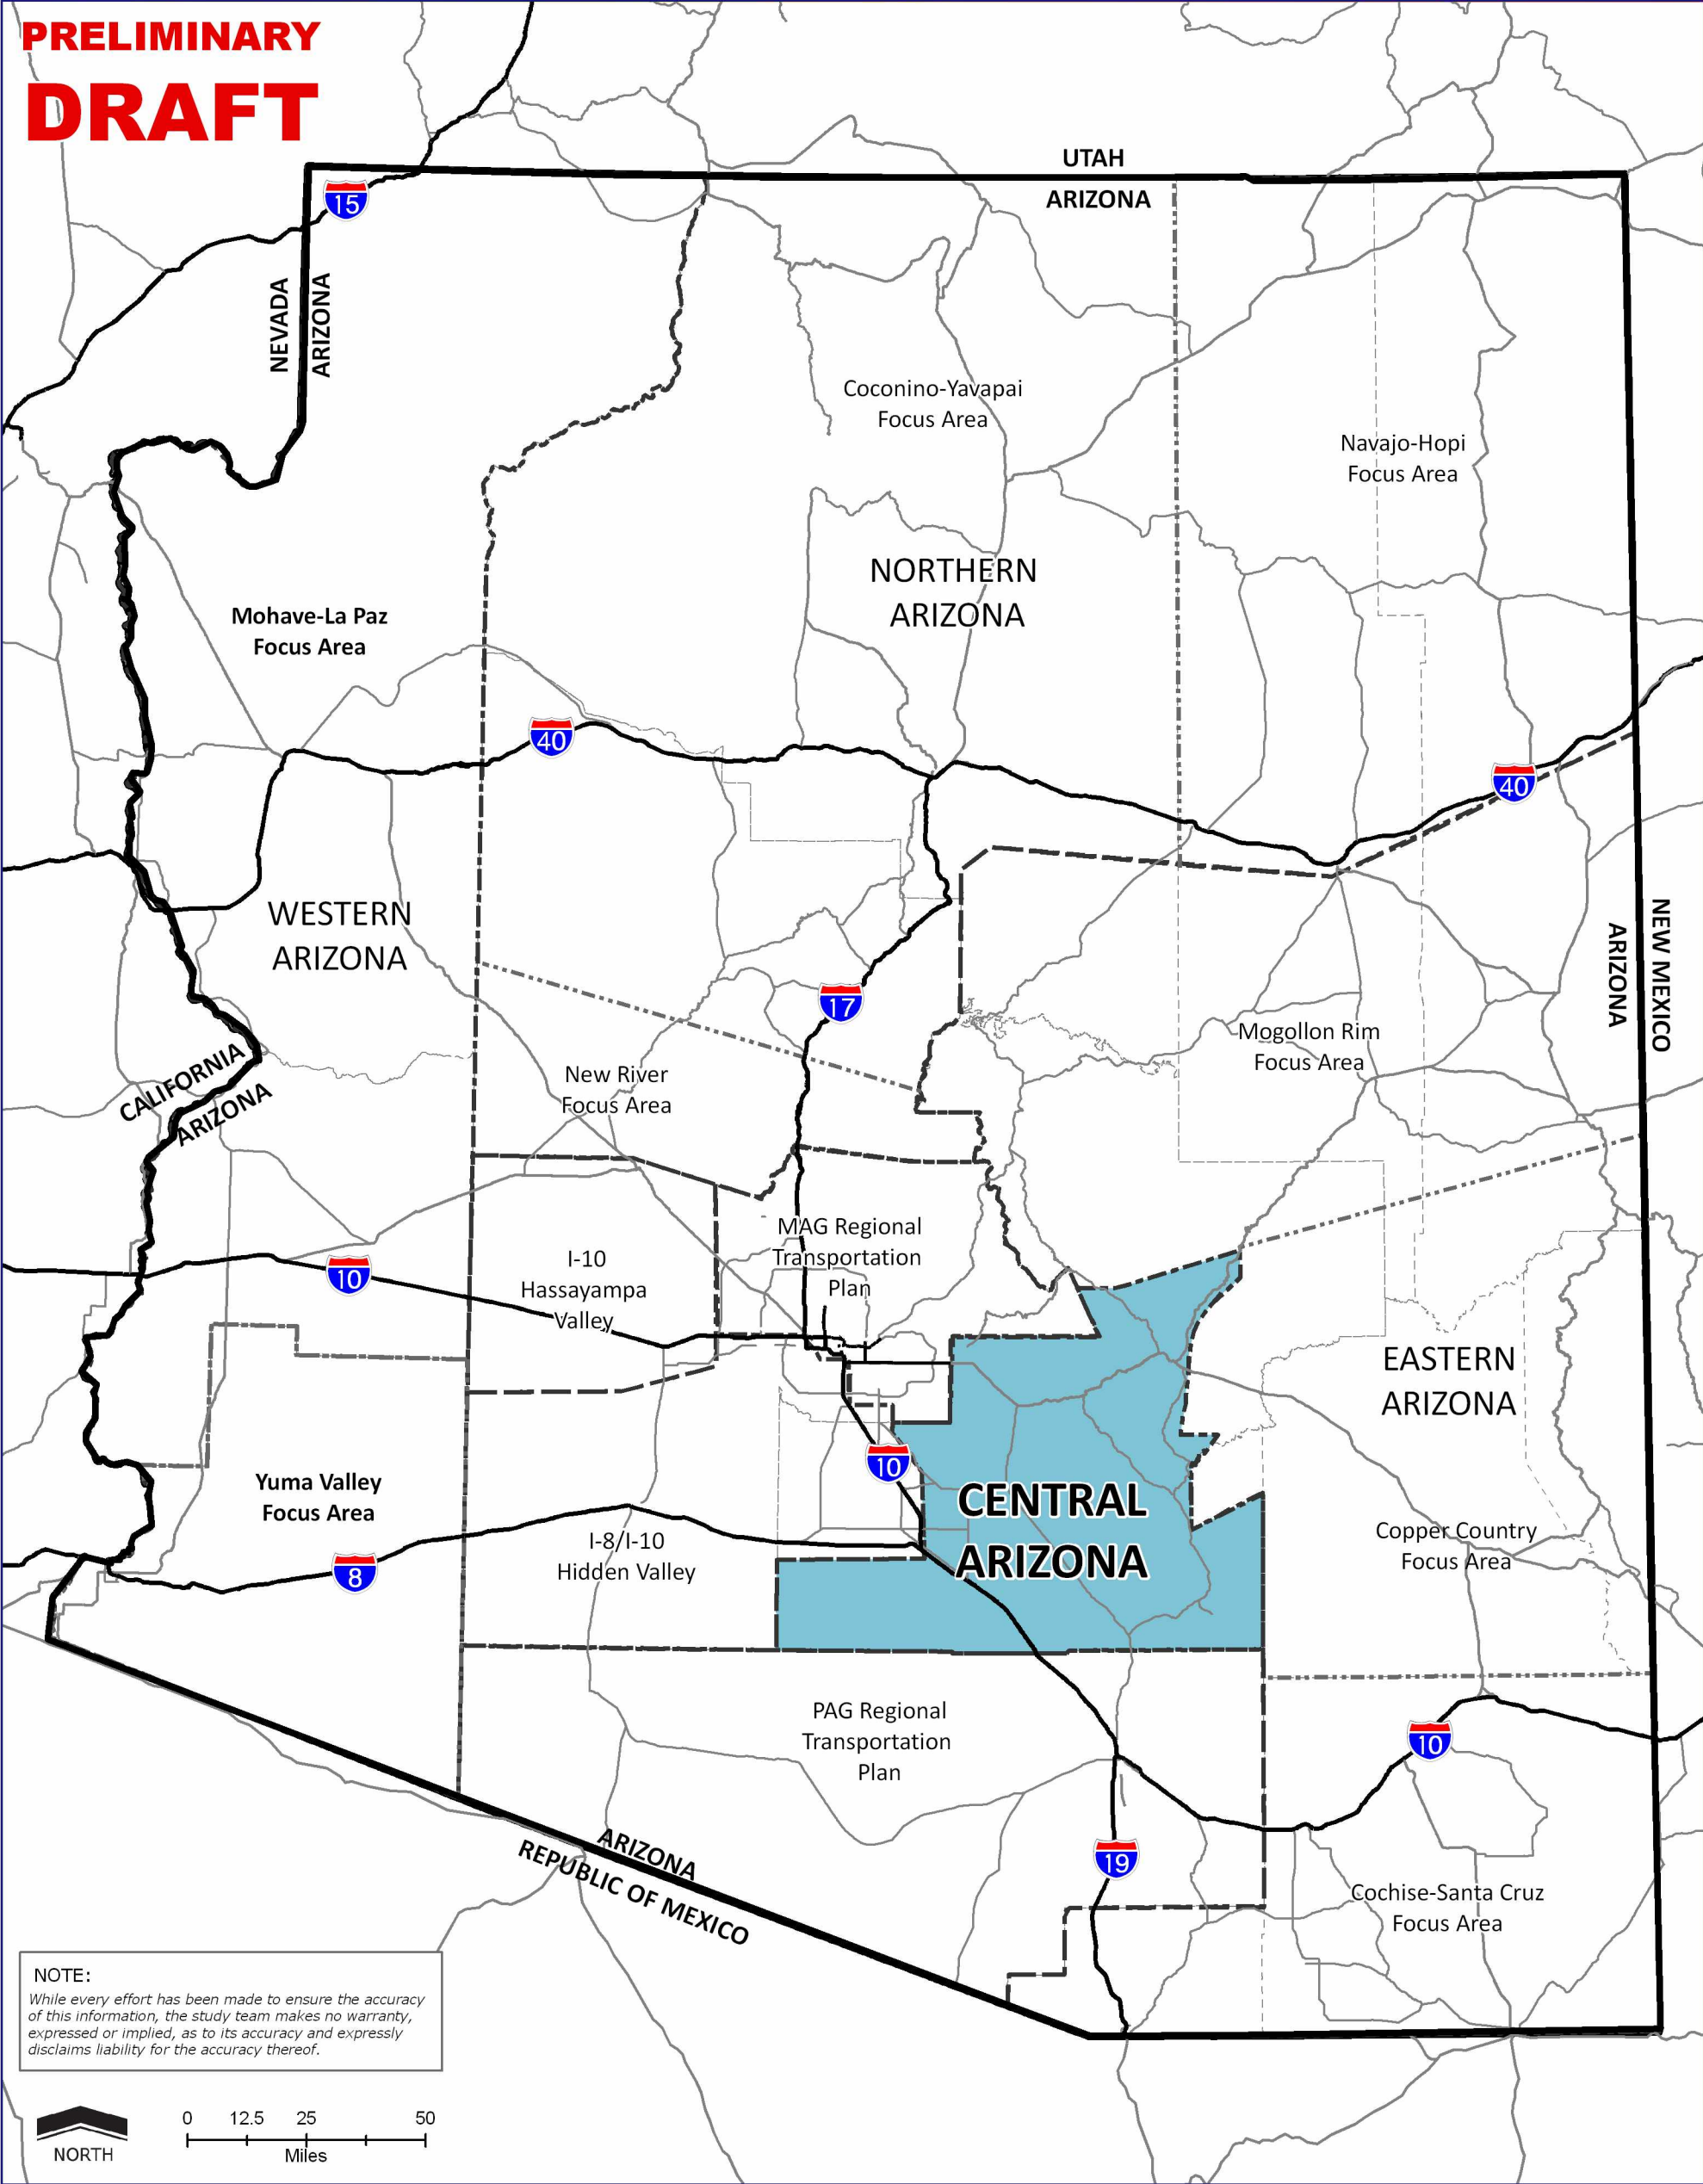 PRELIMINARY
DRAFT
UTAH
ARIZONA
15
NEVADA
ARIZONA
Coconino-Yavapai
Focus Area
Navajo-Hopi
Focus Area
NORTHERN
ARIZONA
Mohave-La Paz
Focus Area
40
40
WESTERN
ARIZONA
NEW MEXICO
ARIZONA
17
Mogollon Rim
Focus Area
CALIFORNIA
ARIZONA
New River
Focus Area
MAG Regional
Transportation
Plan
I-10
Hassayampa
Valley
10
EASTERN
ARIZONA
10
Yuma Valley
Focus Area
CENTRAL
ARIZONA
I-8/I-10
Hidden Valley
8
Copper Country
Focus Area
PAG Regional
Transportation
Plan
10
19
ARIZONA
REPUBLIC OF MEXICO
Cochise-Santa Cruz
Focus Area
NOTE:
While every effort has been made to ensure the accuracy
of this information, the study team makes no warranty,
expressed or implied, as to its accuracy and expressly
disclaims liability for the accuracy thereof.
NORTH
0 12.5 25 50
Miles